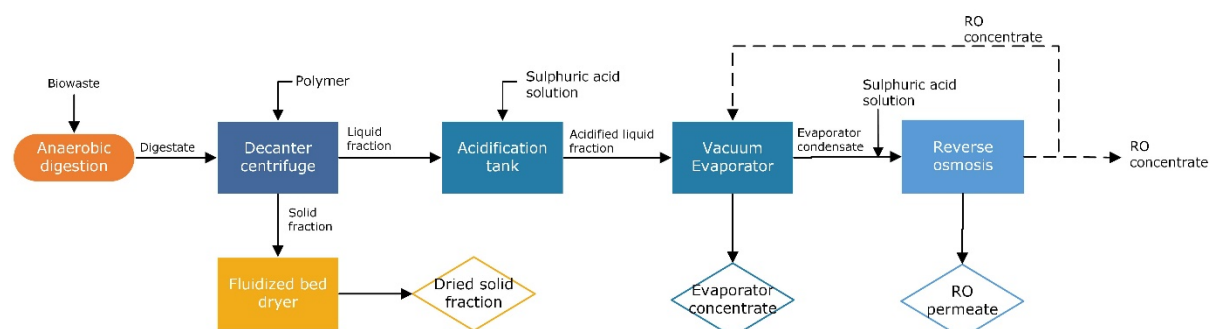 RO
concentrate
Biowaste
Polymer
Sulphuric acid
solution
Sulphuric acid
solution
Anaerobic
digestion
Digestate
Decanter
centrifuge
Liquid
fraction
Acidification
tank
Acidified liquid
fraction
Vacuum
Evaporator
Evaporator
condensate
Reverse
osmosis
RO
concentrate
Solid
fraction
Fluidized bed
dryer
Dried solid
fraction
Evaporator
concentrate
RO
permeate